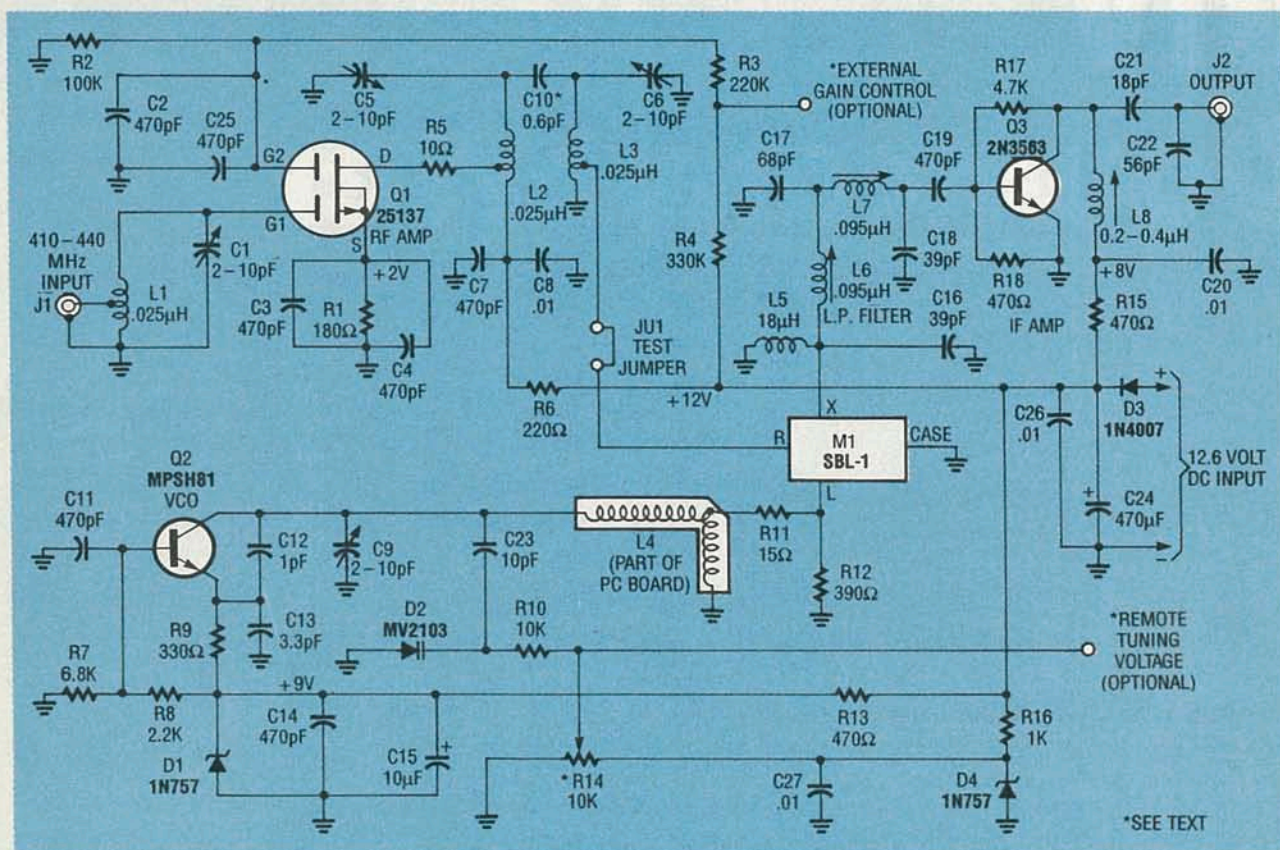 R2
100K
C2
470pF
C25
470pF
G2
G1
D
S
Q1
25137
RF AMP
+2V
410–440
MHz
INPUT
J1
L1
.025µH
C1
2–10pF
C3
470pF
R1
180Ω
C4
470pF
C5
2–10pF
R5
10Ω
C10*
0.6pF
C6
2–10pF
L2
.025µH
L3
.025µH
C7
470pF
C8
.01
R6
220Ω
JU1
TEST
JUMPER
R3
220K
R4
330K
+12V
*EXTERNAL
GAIN CONTROL
(OPTIONAL)
C17
68pF
L7
.095µH
C19
470pF
C18
39pF
L6
.095µH
L.P. FILTER
L5
18µH
C16
39pF
R17
4.7K
Q3
2N3563
R18
470Ω
IF AMP
C21
18pF
J2
OUTPUT
C22
56pF
L8
0.2–0.4µH
+8V
R15
470Ω
C20
.01
X
R
L
M1
SBL-1
CASE
C26
.01
D3
1N4007
+
12.6 VOLT
DC INPUT
+
C24
470µF
–
Q2
MPSH81
VCO
C11
470pF
C12
1pF
C9
2–10pF
C23
10pF
L4
(PART OF
PC BOARD)
R11
15Ω
R12
390Ω
C13
3.3pF
R9
330Ω
D2
MV2103
R10
10K
*REMOTE
TUNING
VOLTAGE
(OPTIONAL)
R7
6.8K
R8
2.2K
+9V
C14
470pF
C15
10µF
+
D1
1N757
R13
470Ω
R16
1K
*R14
10K
C27
.01
D4
1N757
*SEE TEXT